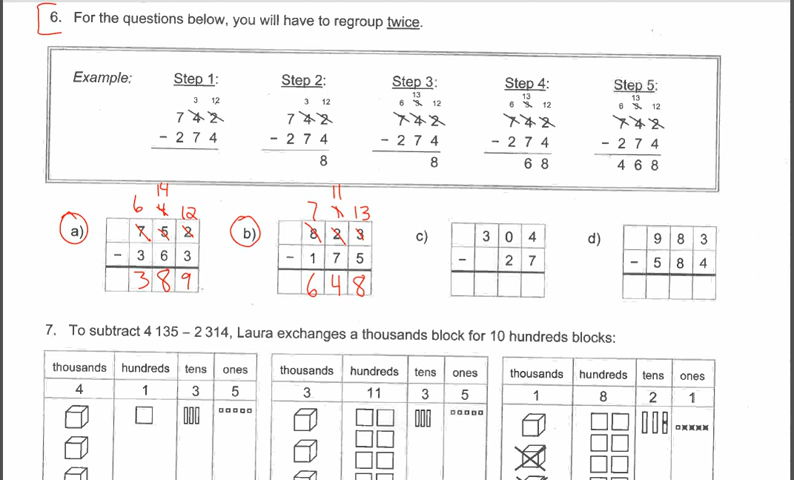 6. For the questions below, you will have to regroup twice.
Example: Step 1: Step 2: Step 3: Step 4: Step 5:
13 13 13
3 12 3 12 6 3 12 6 3 12 6 3 12
7 4 2 7 4 2 7 4 2 7 4 2 7 4 2
- 2 7 4 - 2 7 4 - 2 7 4 - 2 7 4 - 2 7 4
8 8 6 8 4 6 8
14 11
6 4 12 7 1 13
a) 7 5 2 b) 8 2 3 c) 3 0 4 d) 9 8 3
- 3 6 3 - 1 7 5 - 2 7 - 5 8 4
3 8 9 6 4 8
7. To subtract 4 135 – 2 314, Laura exchanges a thousands block for 10 hundreds blocks:
thousands hundreds tens ones thousands hundreds tens ones thousands hundreds tens ones
4 1 3 5 3 11 3 5 1 8 2 1